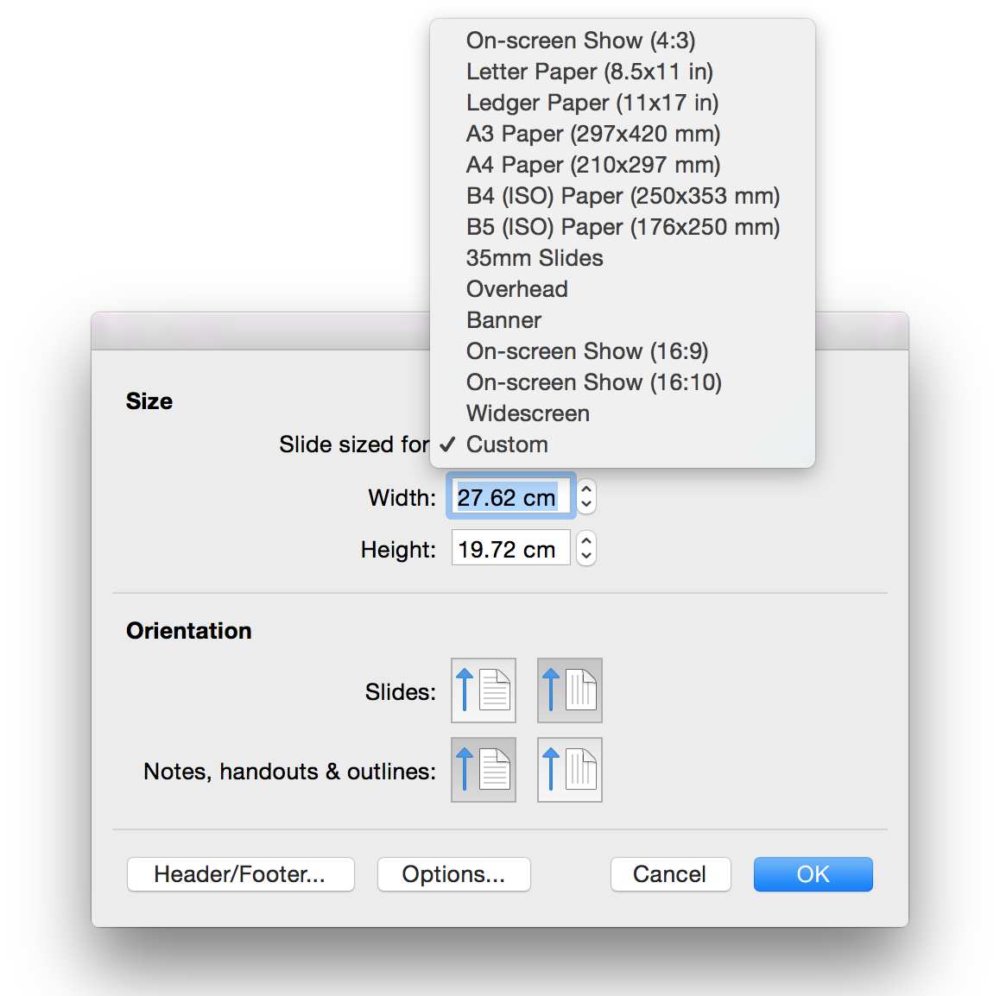 On-screen Show (4:3)
Letter Paper (8.5x11 in)
Ledger Paper (11x17 in)
A3 Paper (297x420 mm)
A4 Paper (210x297 mm)
B4 (ISO) Paper (250x353 mm)
B5 (ISO) Paper (176x250 mm)
35mm Slides
Overhead
Banner
On-screen Show (16:9)
On-screen Show (16:10)
Widescreen
Size
Slide sized for ✓ Custom
Width: 27.62 cm
Height: 19.72 cm
Orientation
Slides:
Notes, handouts & outlines:
Header/Footer... Options... Cancel OK